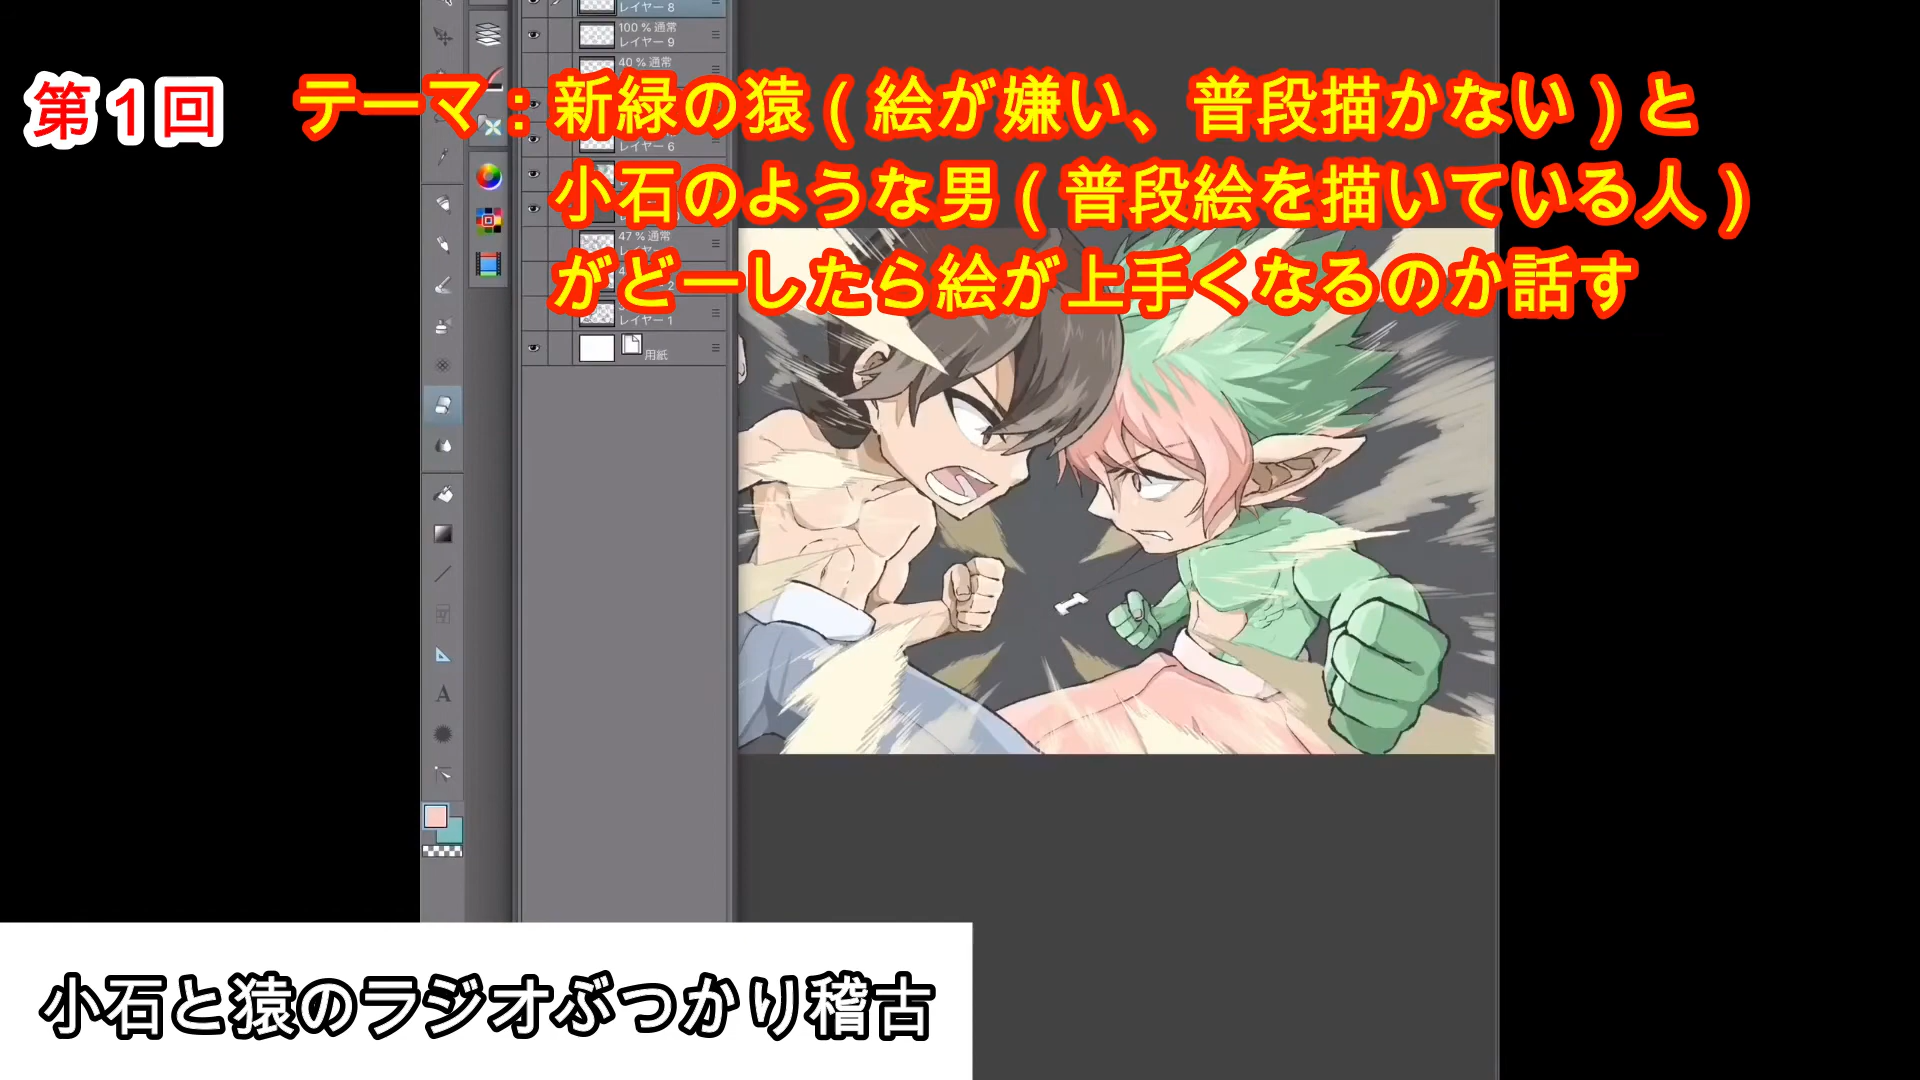 レイヤー 8
100 % 通常
レイヤー 9
40 % 通常
第1回 テーマ：新緑の猿（絵が嫌い、普段描かない）と
レイヤー 6
小石のような男（普段絵を描いている人）
47 % 通常
がどーしたら絵が上手くなるのか話す
レイヤー 1
用紙
A
小石と猿のラジオぶつかり稽古